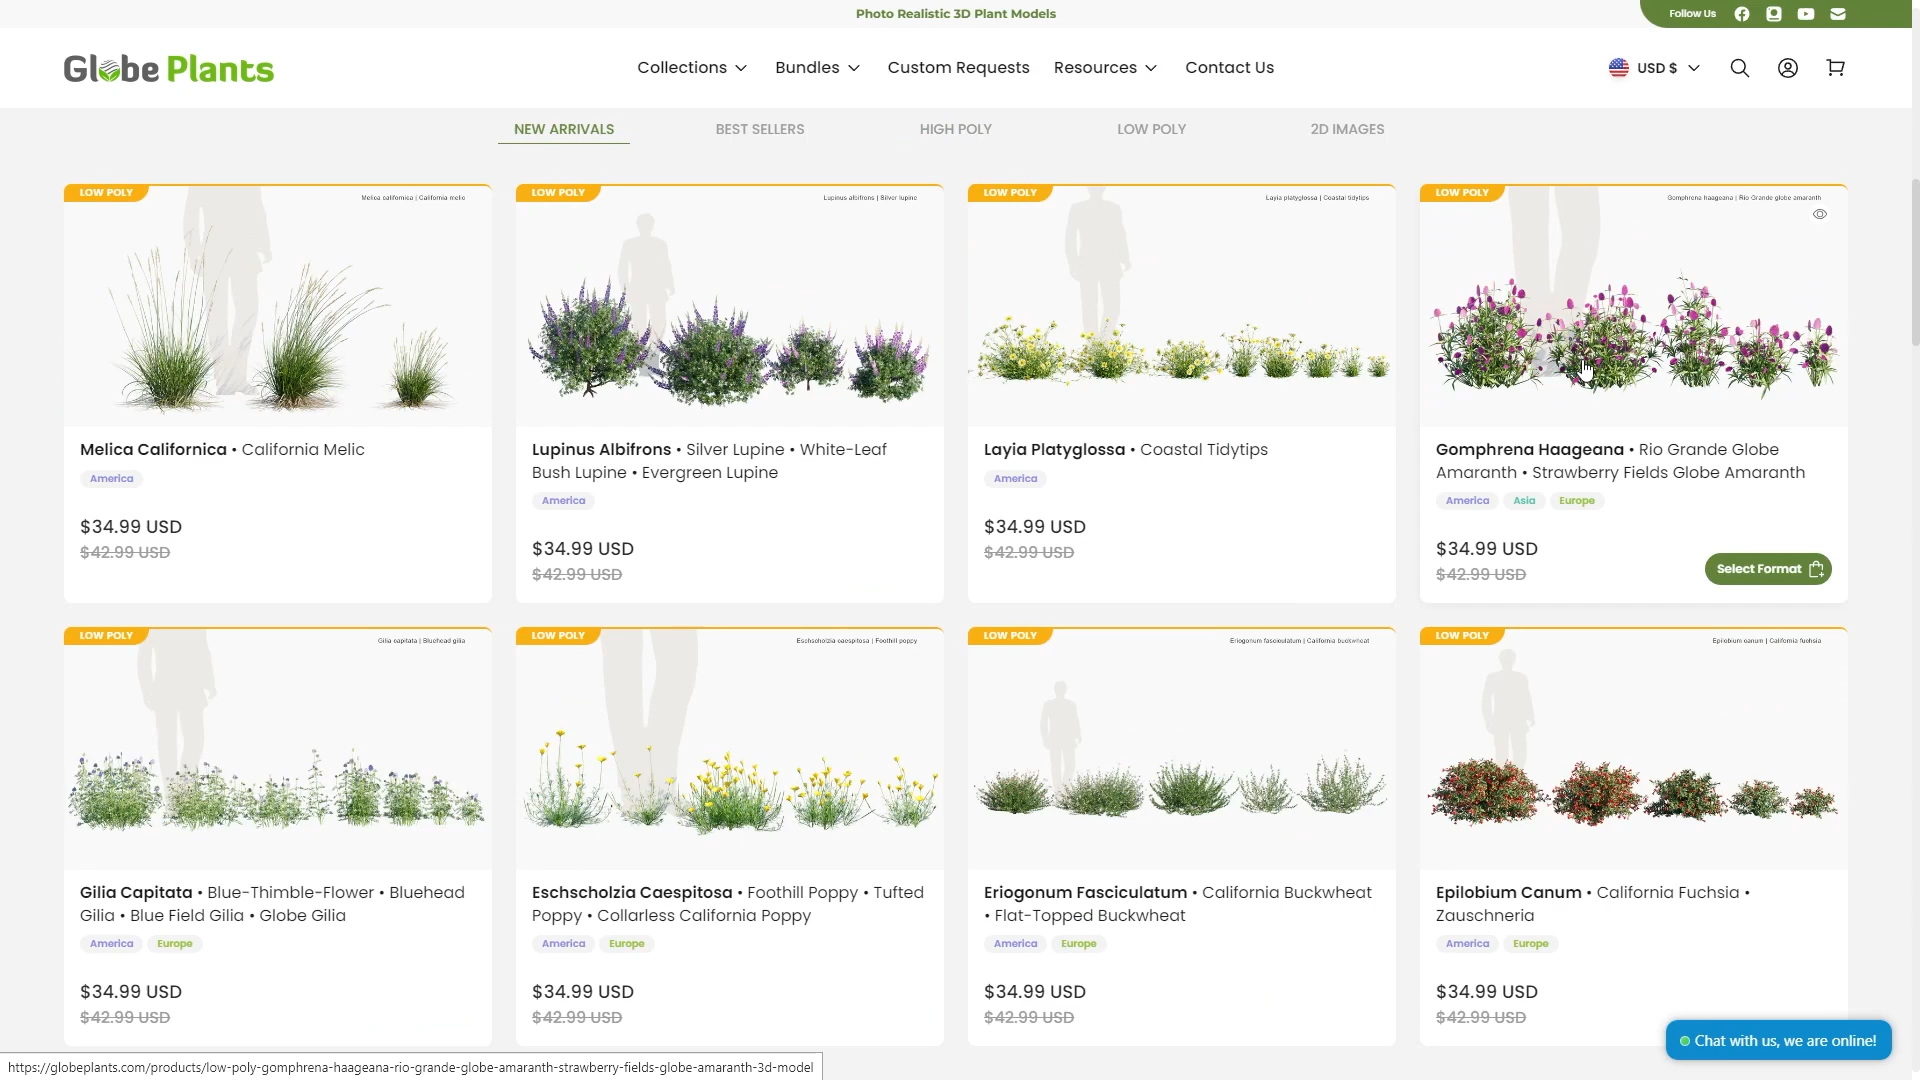 Photo Realistic 3D Plant Models
Follow Us
Globe Plants
Collections
Bundles
Custom Requests
Resources
Contact Us
USD $
NEW ARRIVALS
BEST SELLERS
HIGH POLY
LOW POLY
2D IMAGES
LOW POLY
Melica californica | California melic
Melica Californica • California Melic
America
$34.99 USD
$42.99 USD
LOW POLY
Lupinus albifrons | Silver lupine
Lupinus Albifrons • Silver Lupine • White-Leaf
Bush Lupine • Evergreen Lupine
America
$34.99 USD
$42.99 USD
LOW POLY
Layia platyglossa | Coastal tidytips
Layia Platyglossa • Coastal Tidytips
America
$34.99 USD
$42.99 USD
LOW POLY
Gomphrena haageana | Rio Grande globe amaranth
Gomphrena Haageana • Rio Grande Globe
Amaranth • Strawberry Fields Globe Amaranth
America Asia Europe
$34.99 USD
$42.99 USD
Select Format
LOW POLY
Gilia capitata | Bluehead gilia
Gilia Capitata • Blue-Thimble-Flower • Bluehead
Gilia • Blue Field Gilia • Globe Gilia
America Europe
$34.99 USD
$42.99 USD
LOW POLY
Eschscholzia caespitosa | Foothill poppy
Eschscholzia Caespitosa • Foothill Poppy • Tufted
Poppy • Collarless California Poppy
America Europe
$34.99 USD
$42.99 USD
LOW POLY
Eriogonum fasciculatum | California buckwheat
Eriogonum Fasciculatum • California Buckwheat
• Flat-Topped Buckwheat
America Europe
$34.99 USD
$42.99 USD
LOW POLY
Epilobium canum | California fuchsia
Epilobium Canum • California Fuchsia •
Zauschneria
America Europe
$34.99 USD
$42.99 USD
Chat with us, we are online!
https://globeplants.com/products/low-poly-gomphrena-haageana-rio-grande-globe-amaranth-strawberry-fields-globe-amaranth-3d-model